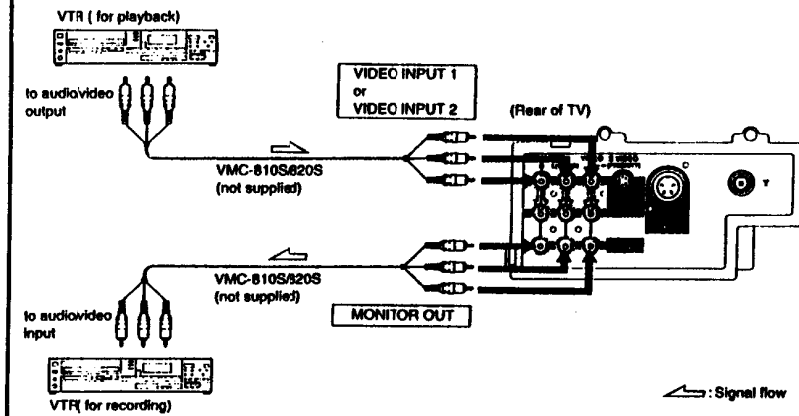 VTR ( for playback)
to audio/video
output
VIDEO INPUT 1
or
VIDEO INPUT 2
(Rear of TV)
VMC-810S/820S
(not supplied)
VMC-810S/820S
(not supplied)
MONITOR OUT
to audio/video
input
VTR( for recording)
: Signal flow